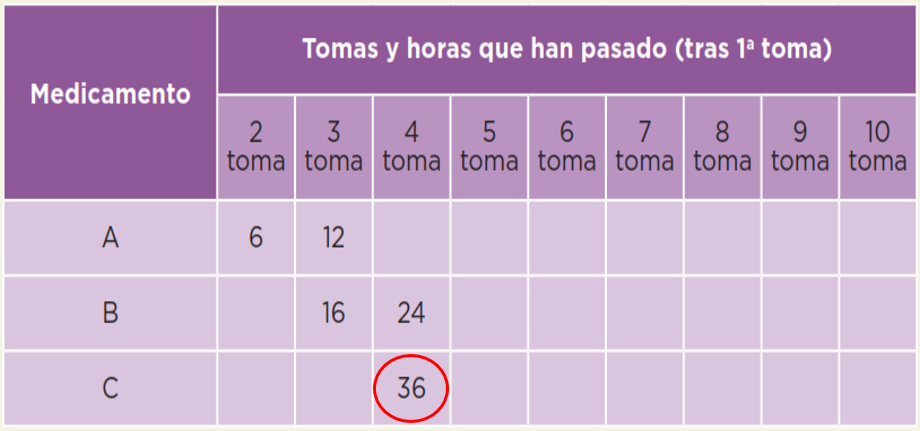 Medicamento
Tomas y horas que han pasado (tras 1ª toma)
2 toma
3 toma
4 toma
5 toma
6 toma
7 toma
8 toma
9 toma
10 toma
A 6 12
B 16 24
C 36